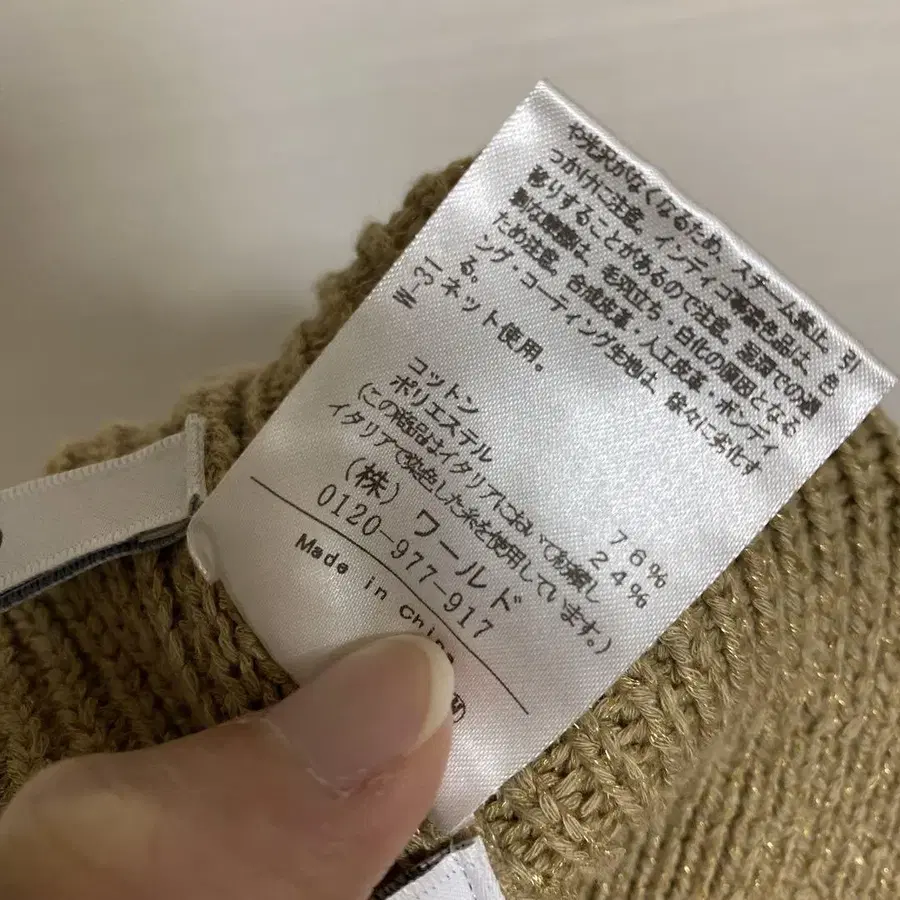 や光沢がなくなるため、スチーム禁止。引
つかけに注意。インディゴ等濃色品は、色
移りすることがあるので注意。高温での過
剰な乾燥は、毛羽立ち・白化の原因となる
ため注意。合成皮革・人工皮革・ボンディ
ング・コーティング生地は、徐々に劣化す
る。ネット使用。
W-31
コットン 76%
ポリエステル 24%
(この商品はイタリアにおいて紡績し
イタリアで染色した糸を使用しています。)
(株) ワールド
0120-977-917
Made in China